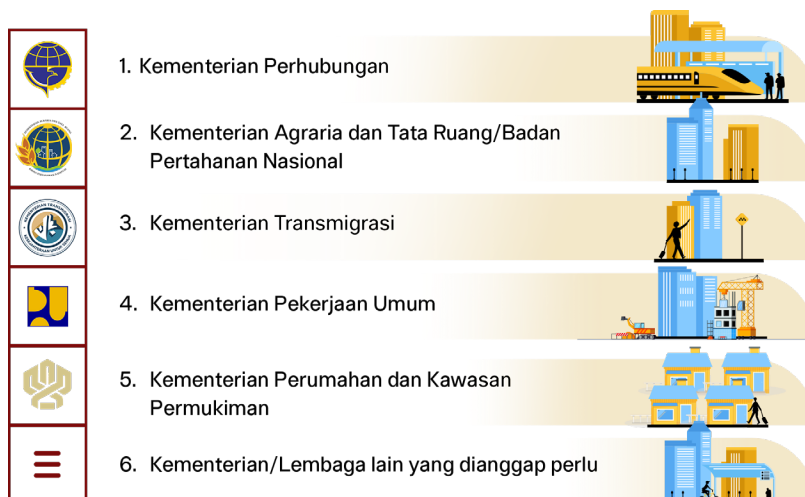 1. Kementerian Perhubungan
2. Kementerian Agraria dan Tata Ruang/Badan
Pertahanan Nasional
3. Kementerian Transmigrasi
4. Kementerian Pekerjaan Umum
5. Kementerian Perumahan dan Kawasan
Permukiman
6. Kementerian/Lembaga lain yang dianggap perlu